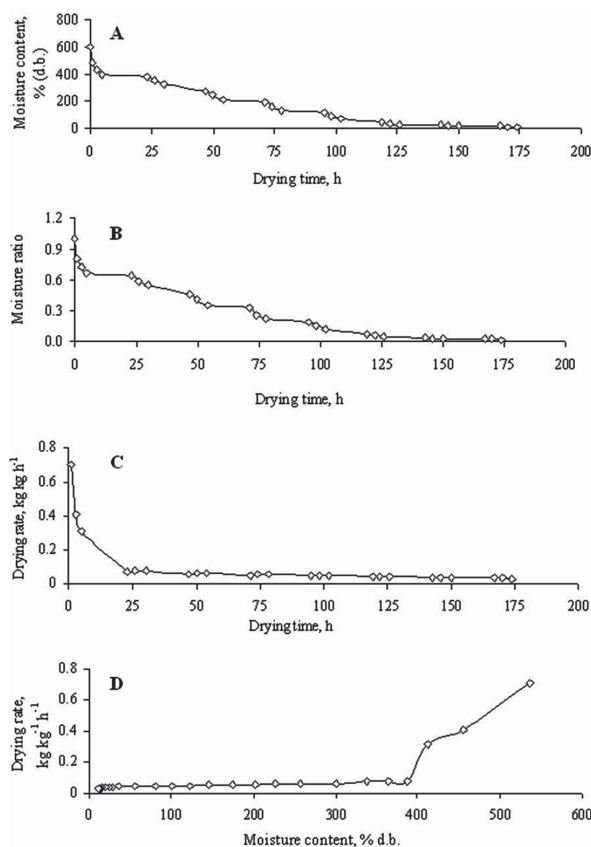 A
Moisture content,
% (d.b.)
800
600
400
200
0
0 25 50 75 100 125 150 175 200
Drying time, h
B
Moisture ratio
1.2
0.9
0.6
0.3
0.0
0 25 50 75 100 125 150 175 200
Drying time, h
C
Drying rate, kg kg h⁻¹
0.8
0.6
0.4
0.2
0
0 25 50 75 100 125 150 175 200
Drying time, h
D
Drying rate,
kg kg⁻¹ h⁻¹
0.8
0.6
0.4
0.2
0
0 100 200 300 400 500 600
Moisture content, % d.b.